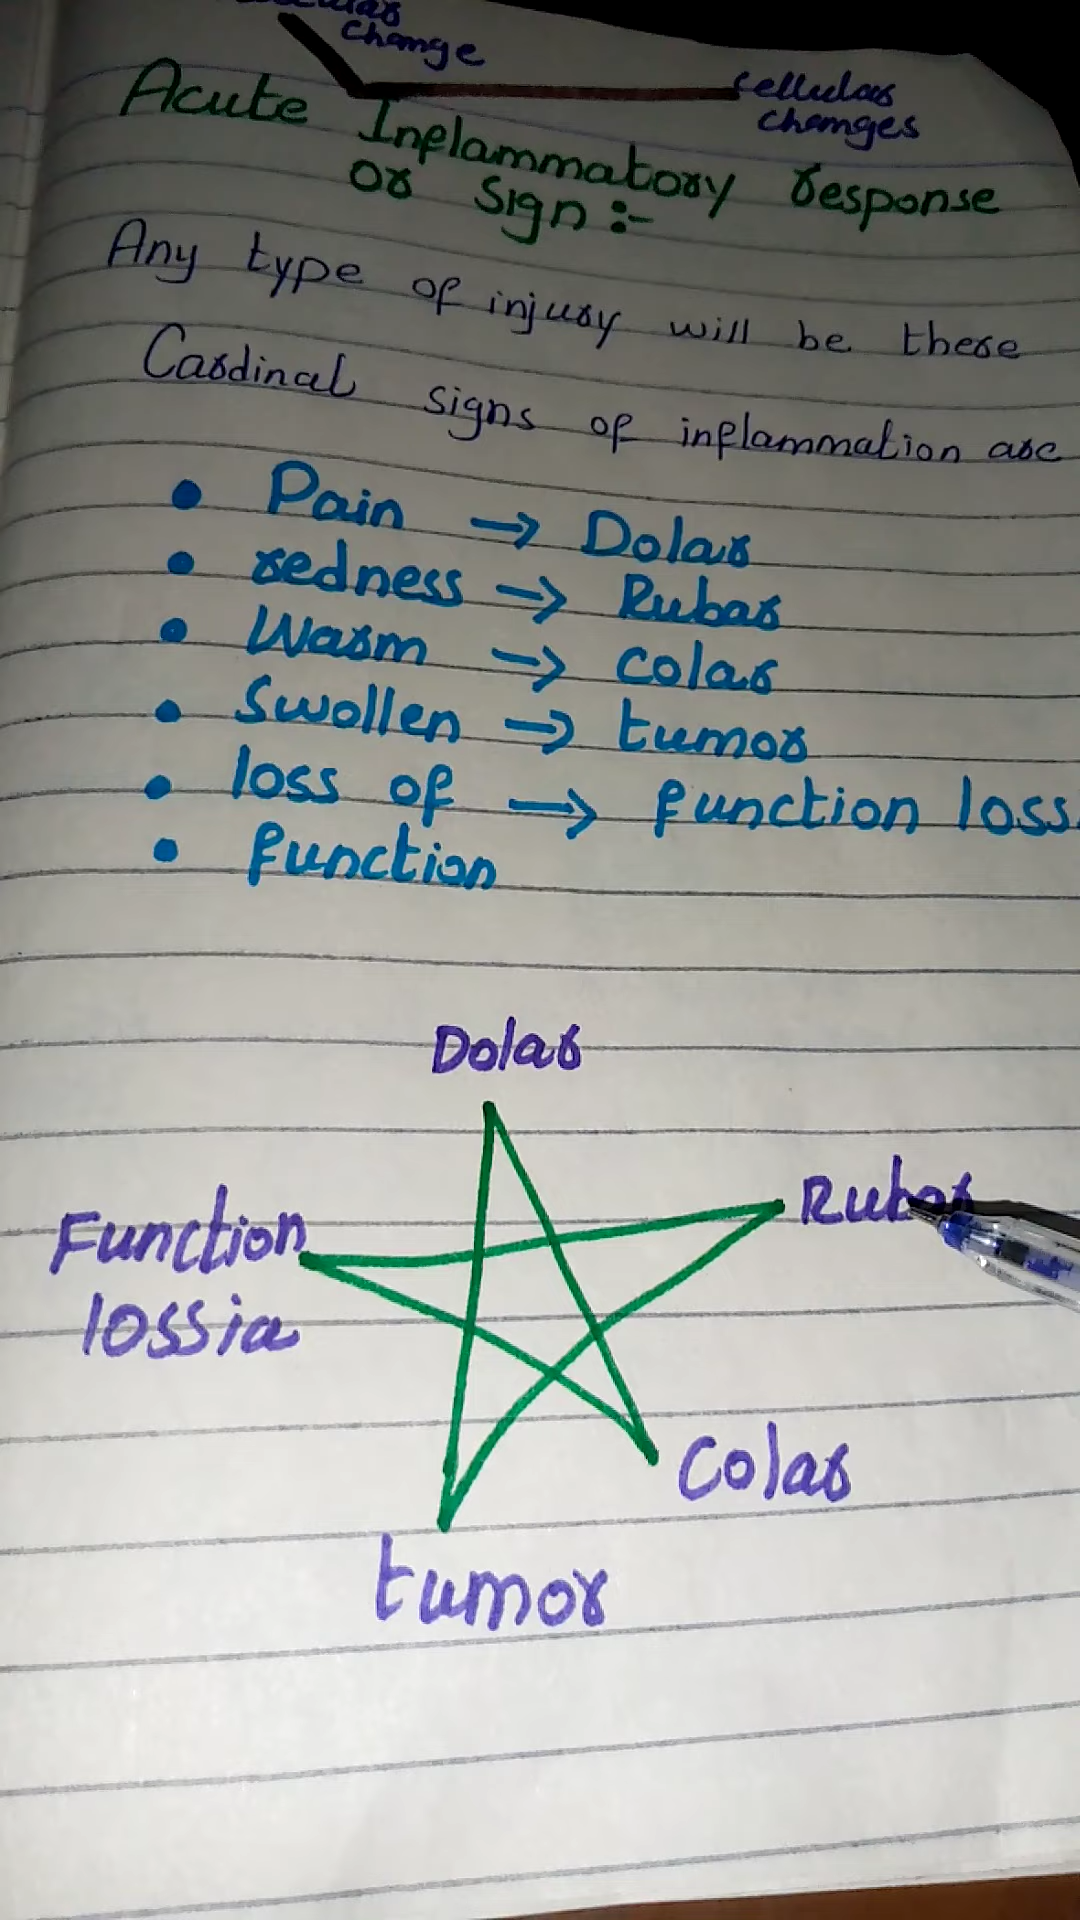 change
cellular
changes
Acute Inflammatory response
or Sign :-
Any type of injury will be there
Cardinal signs of inflammation are
• Pain → Dolar
• redness → Rubar
• Warm → Colar
• Swollen → tumor
• loss of → function loss
• function
Dolar
Rubar
Function
lossia
Colar
tumor